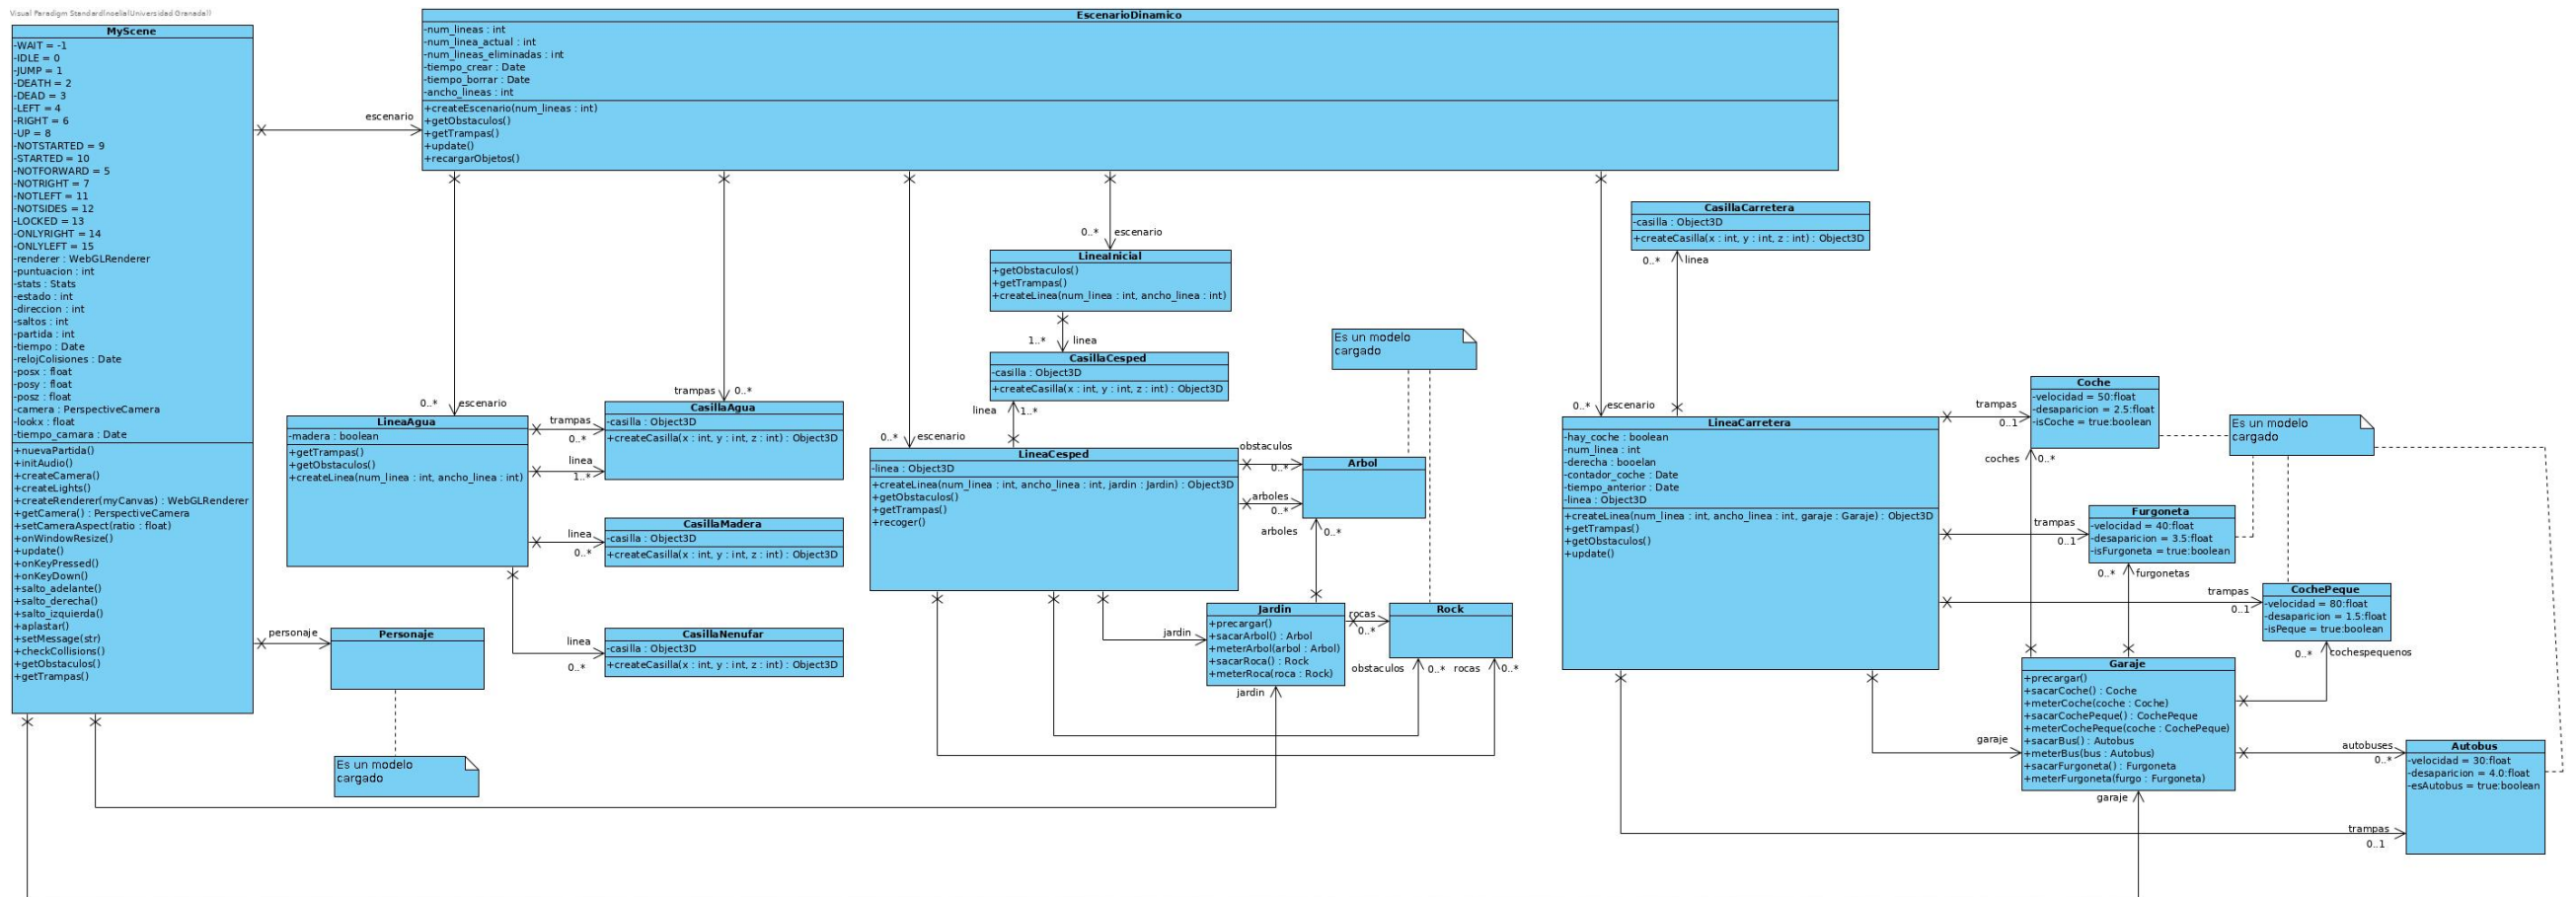 Visual Paradigm Standard(noelia(Universidad Granada))
MyScene
-WAIT = -1
-IDLE = 0
-JUMP = 1
-DEATH = 2
-DEAD = 3
-LEFT = 4
-RIGHT = 6
-UP = 8
-NOTSTARTED = 9
-STARTED = 10
-NOTFORWARD = 5
-NOTRIGHT = 7
-NOTLEFT = 11
-NOTSIDES = 12
-LOCKED = 13
-ONLYRIGHT = 14
-ONLYLEFT = 15
-renderer : WebGLRenderer
-puntuacion : int
-stats : Stats
-estado : int
-direccion : int
-saltos : int
-partida : int
-tiempo : Date
-relojColisiones : Date
-posx : float
-posy : float
-posz : float
-camera : PerspectiveCamera
-lookx : float
-tiempo_camara : Date
+nuevaPartida()
+initAudio()
+createCamera()
+createLights()
+createRenderer(myCanvas) : WebGLRenderer
+getCamera() : PerspectiveCamera
+setCameraAspect(ratio : float)
+onWindowResize()
+update()
+onKeyPressed()
+onKeyDown()
+salto_adelante()
+salto_derecha()
+salto_izquierda()
+aplastar()
+setMessage(str)
+checkCollisions()
+getObstaculos()
+getTrampas()
escenario
EscenarioDinamico
-num_lineas : int
-num_linea_actual : int
-num_lineas_eliminadas : int
-tiempo_crear : Date
-tiempo_borrar : Date
-ancho_lineas : int
+createEscenario(num_lineas : int)
+getObstaculos()
+getTrampas()
+update()
+recargarObjetos()
personaje
Personaje
Es un modelo
cargado
0..* escenario
LineaAgua
-madera : boolean
+getTrampas()
+getObstaculos()
+createLinea(num_linea : int, ancho_linea : int)
trampas 0..*
trampas
0..*
linea
1..*
linea
0..*
linea
0..*
CasillaAgua
-casilla : Object3D
+createCasilla(x : int, y : int, z : int) : Object3D
CasillaMadera
-casilla : Object3D
+createCasilla(x : int, y : int, z : int) : Object3D
CasillaNenufar
-casilla : Object3D
+createCasilla(x : int, y : int, z : int) : Object3D
0..* escenario
LineaInicial
+getObstaculos()
+getTrampas()
+createLinea(num_linea : int, ancho_linea : int)
1..* linea
CasillaCesped
-casilla : Object3D
+createCasilla(x : int, y : int, z : int) : Object3D
linea 1..*
0..* escenario
LineaCesped
-linea : Object3D
+createLinea(num_linea : int, ancho_linea : int, jardin : Jardin) : Object3D
+getObstaculos()
+getTrampas()
+recoger()
obstaculos
0..*
arboles
0..*
Arbol
Es un modelo
cargado
arboles 0..*
jardin
Jardin
+precargar()
+sacarArbol() : Arbol
+meterArbol(arbol : Arbol)
+sacarRoca() : Rock
+meterRoca(roca : Rock)
jardin
rocas
0..*
Rock
obstaculos 0..*
rocas 0..*
0..* escenario
CasillaCarretera
-casilla : Object3D
+createCasilla(x : int, y : int, z : int) : Object3D
0..* linea
LineaCarretera
-hay_coche : boolean
-num_linea : int
-derecha : booelan
-contador_coche : Date
-tiempo_anterior : Date
-linea : Object3D
+createLinea(num_linea : int, ancho_linea : int, garaje : Garaje) : Object3D
+getTrampas()
+getObstaculos()
+update()
trampas
0..1
Coche
-velocidad = 50:float
-desaparicion = 2.5:float
-isCoche = true:boolean
coches 0..*
Es un modelo
cargado
trampas
0..1
Furgoneta
-velocidad = 40:float
-desaparicion = 3.5:float
-isFurgoneta = true:boolean
0..* furgonetas
trampas
0..1
CochePeque
-velocidad = 80:float
-desaparicion = 1.5:float
-isPeque = true:boolean
0..* cochespequenos
garaje
Garaje
+precargar()
+sacarCoche() : Coche
+meterCoche(coche : Coche)
+sacarCochePeque() : CochePeque
+meterCochePeque(coche : CochePeque)
+sacarBus() : Autobus
+meterBus(bus : Autobus)
+sacarFurgoneta() : Furgoneta
+meterFurgoneta(furgo : Furgoneta)
garaje
autobuses
0..*
Autobus
-velocidad = 30:float
-desaparicion = 4.0:float
-esAutobus = true:boolean
trampas
0..1